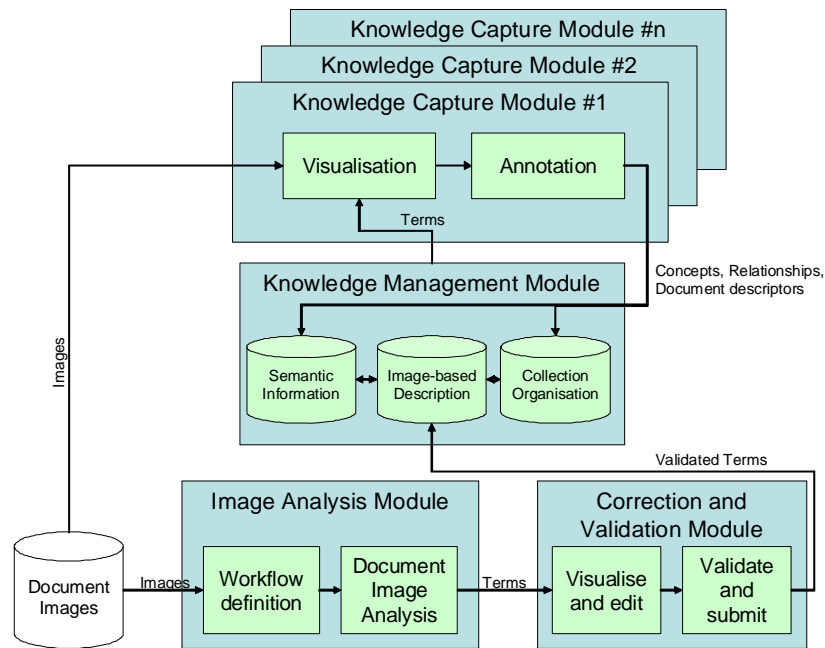 Knowledge Capture Module #n
Knowledge Capture Module #2
Knowledge Capture Module #1
Visualisation
Annotation
Terms
Concepts, Relationships,
Document descriptors
Knowledge Management Module
Semantic
Information
Image-based
Description
Collection
Organisation
Images
Validated Terms
Image Analysis Module
Correction and
Validation Module
Document
Images
Images
Workflow
definition
Document
Image
Analysis
Terms
Visualise
and edit
Validate
and
submit